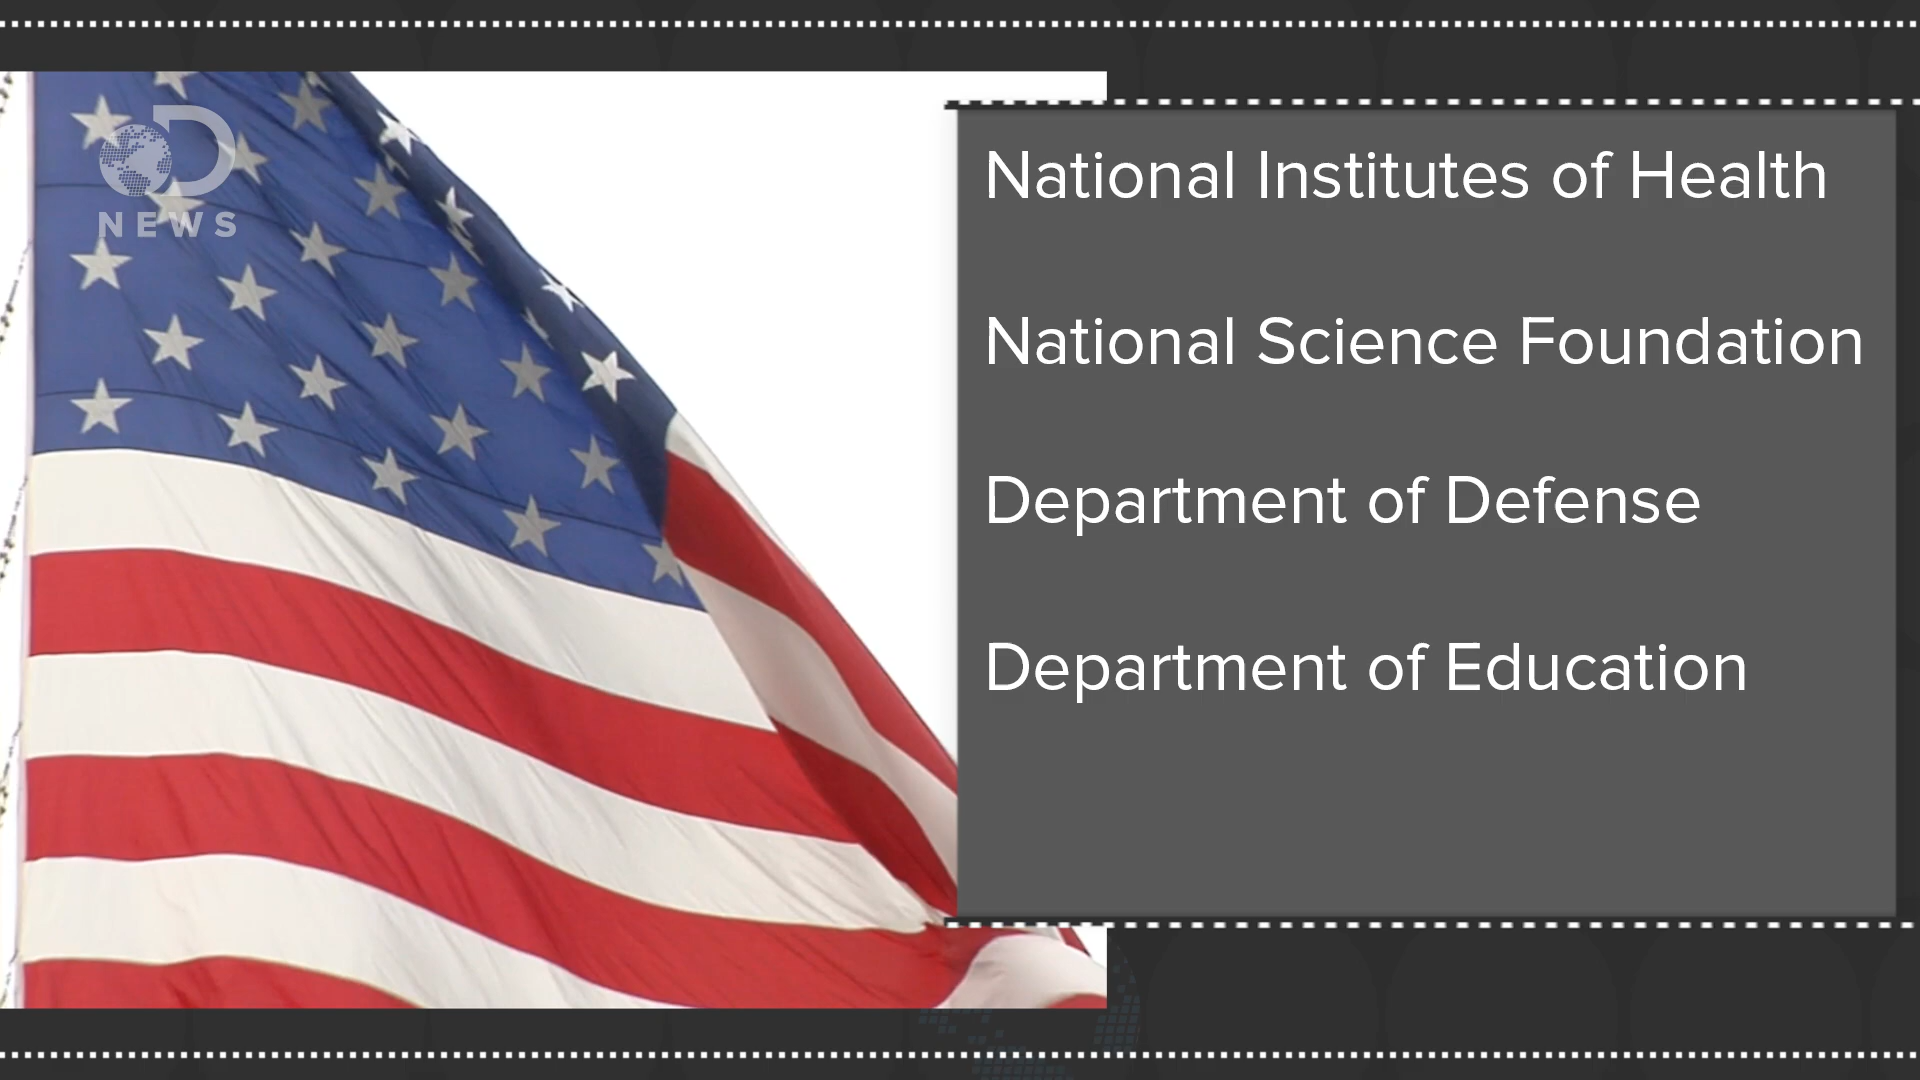 NEWS
National Institutes of Health
National Science Foundation
Department of Defense
Department of Education